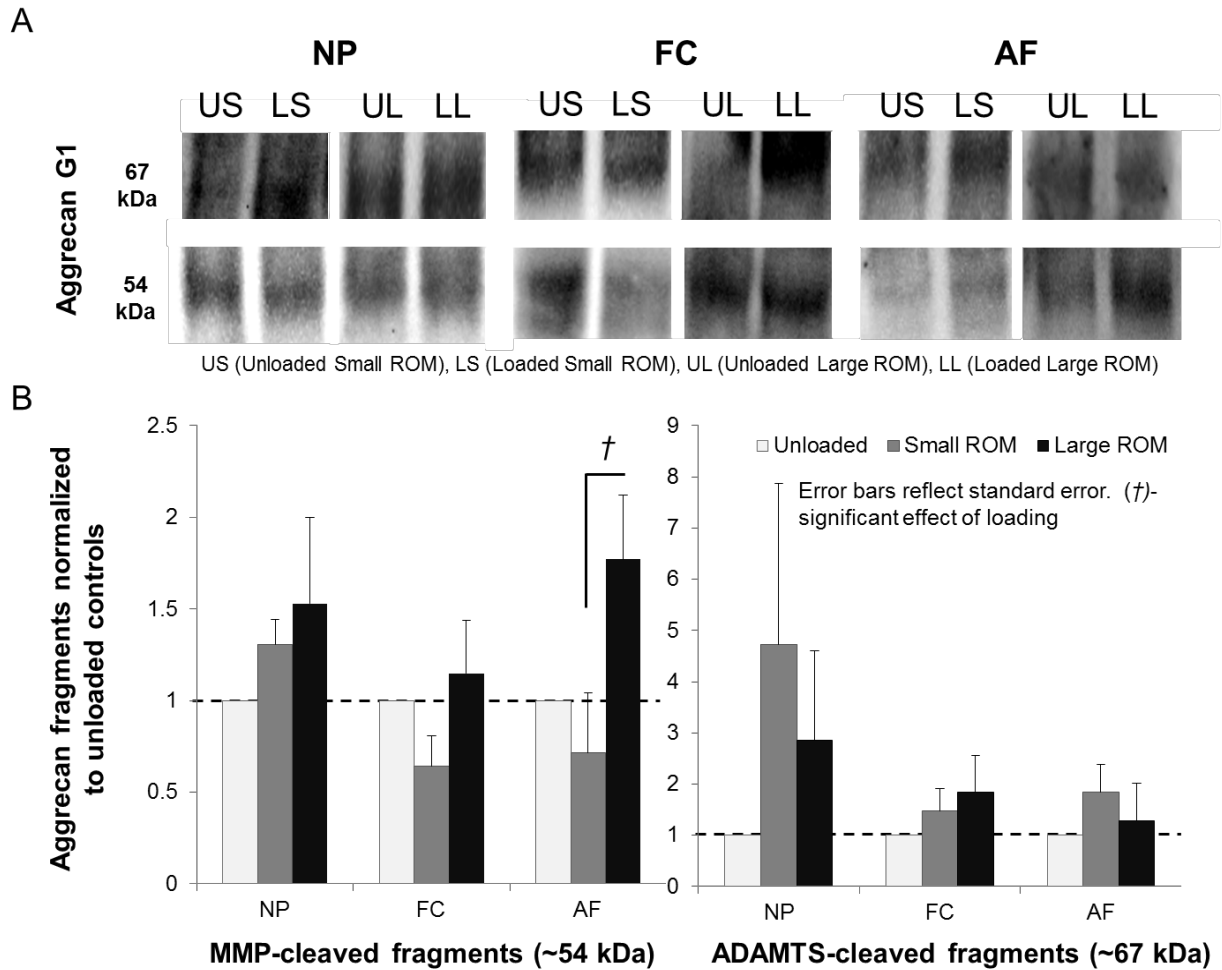 A
NP FC AF
US LS UL LL US LS UL LL US LS UL LL
Aggrecan G1
67
kDa
54
kDa
US (Unloaded Small ROM), LS (Loaded Small ROM), UL (Unloaded Large ROM), LL (Loaded Large ROM)
B
Aggrecan fragments normalized
to unloaded controls
2.5
2
1.5
1
0.5
0
†
NP FC AF
MMP-cleaved fragments (~54 kDa)
9
8
7
6
5
4
3
2
1
0
Unloaded Small ROM Large ROM
Error bars reflect standard error. (†)-
significant effect of loading
NP FC AF
ADAMTS-cleaved fragments (~67 kDa)